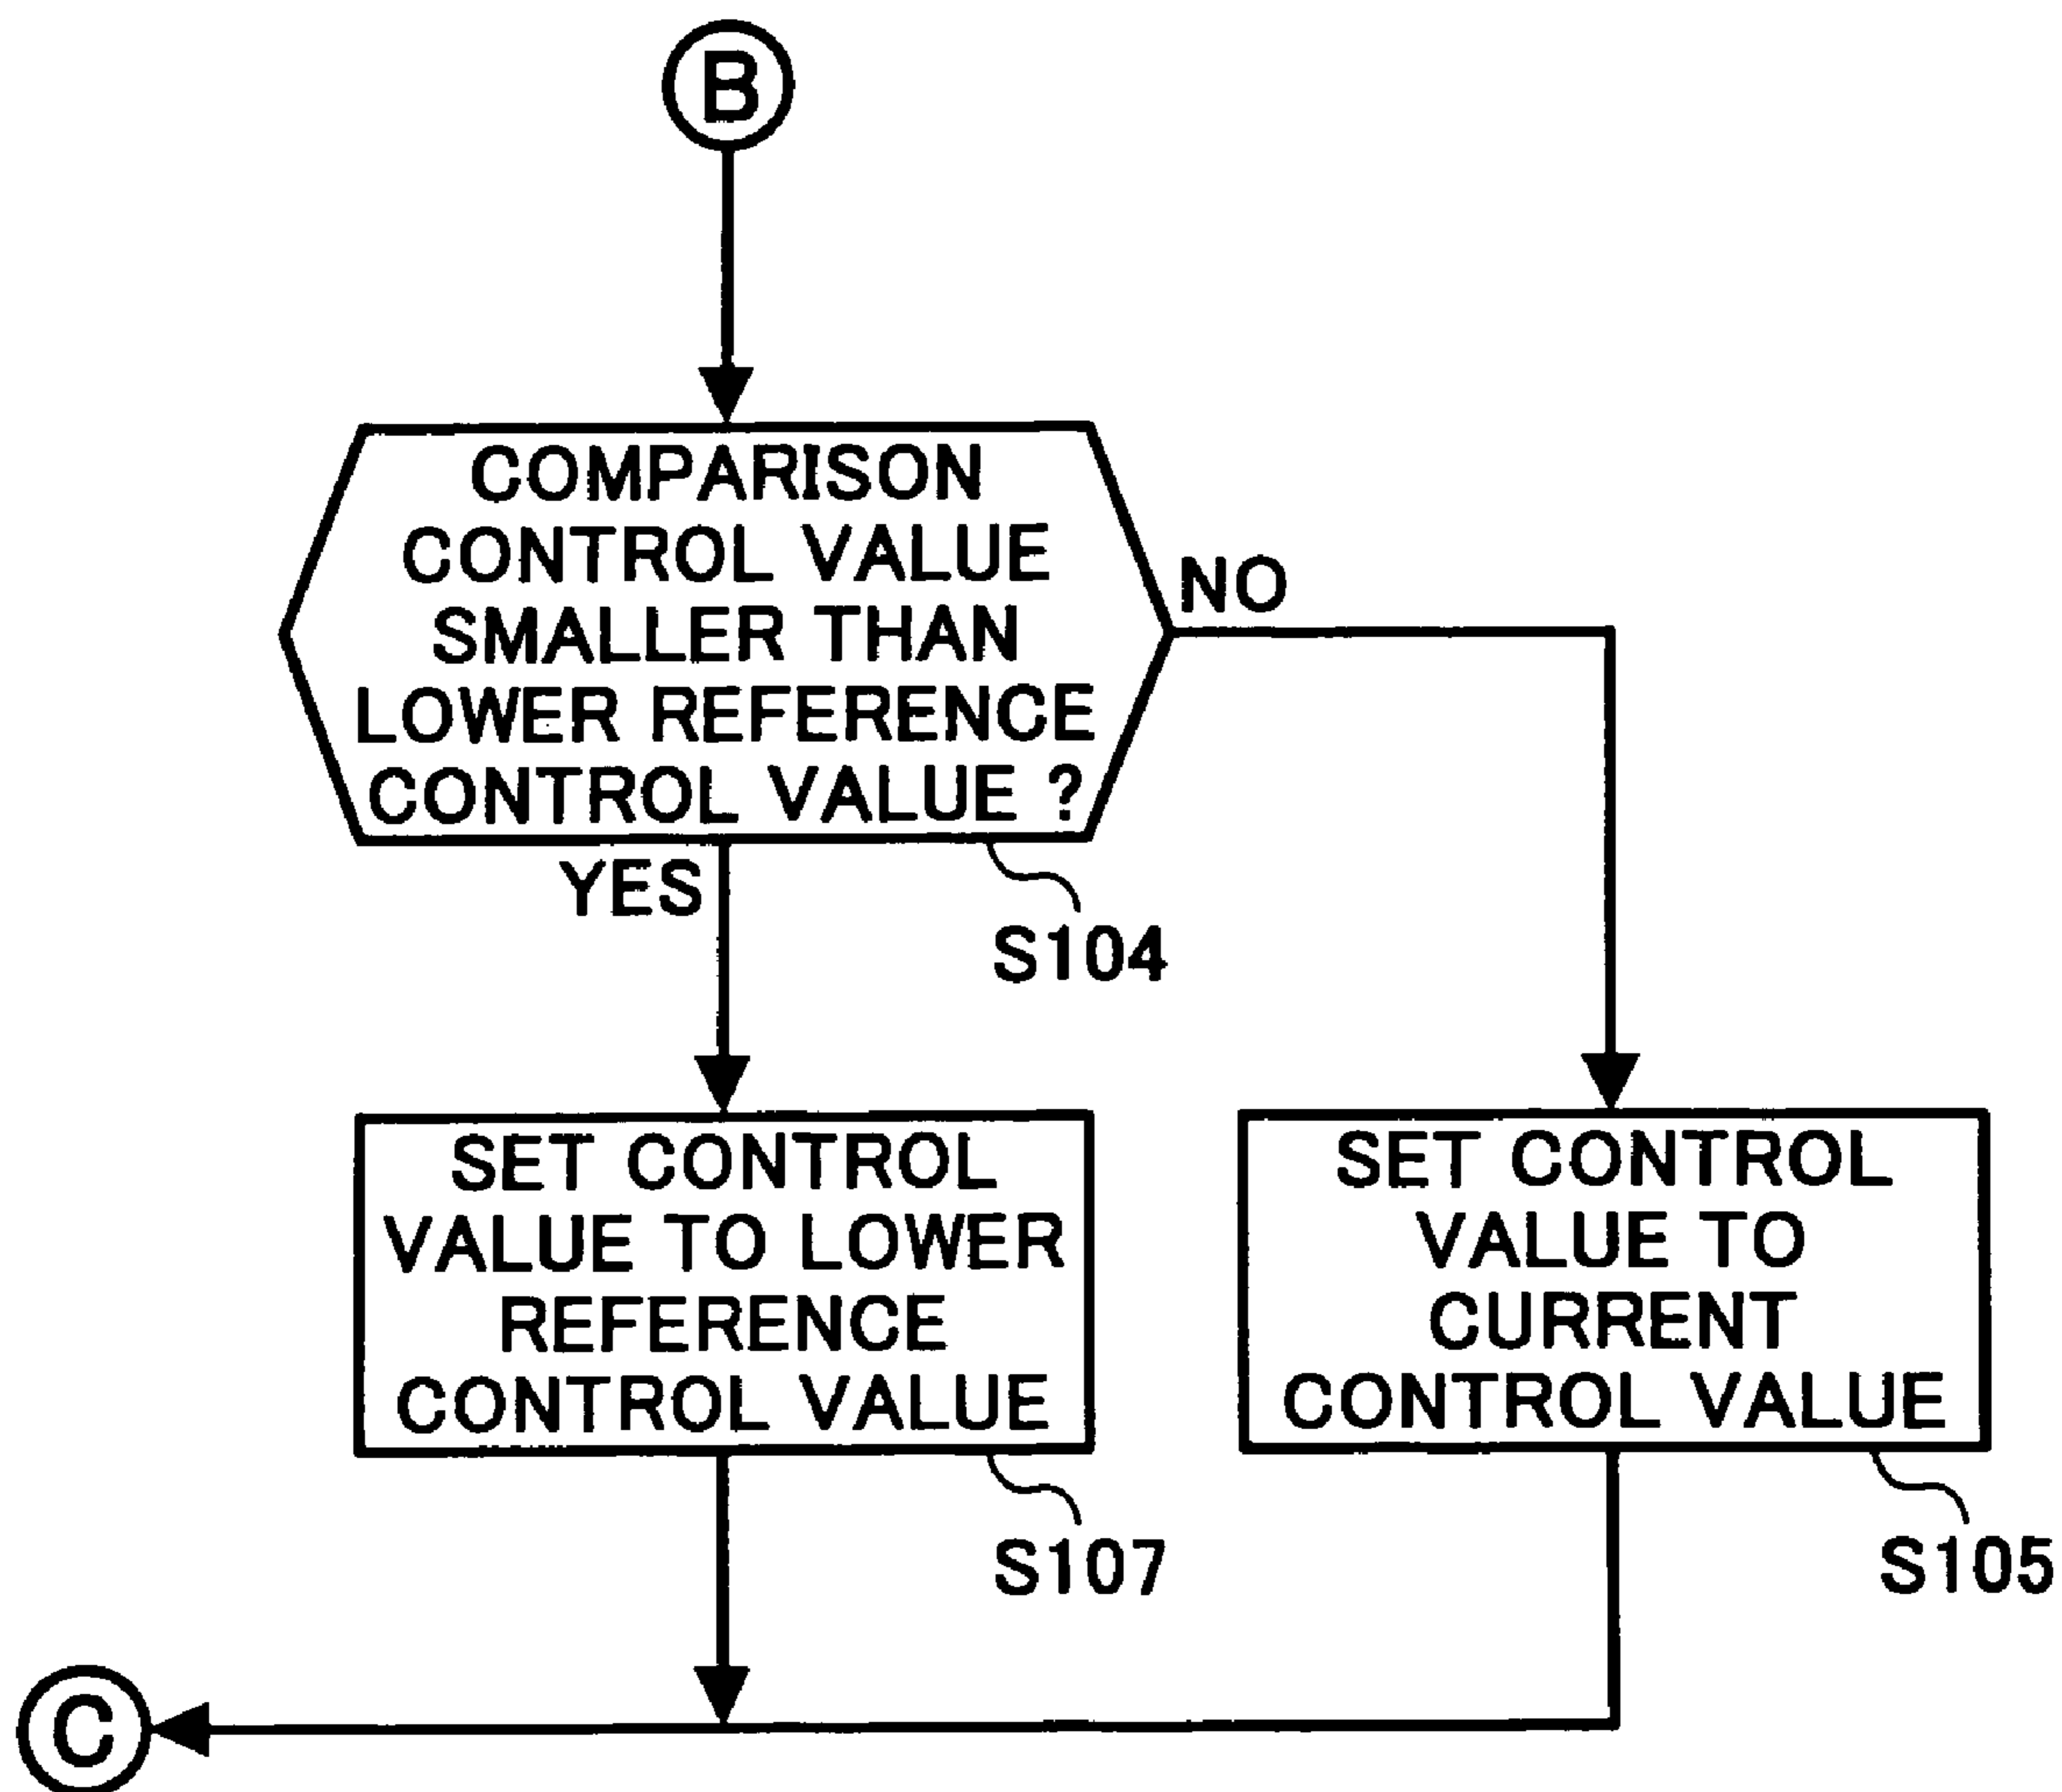 B
COMPARISON
CONTROL VALUE
SMALLER THAN
LOWER REFERENCE
CONTROL VALUE ?
NO
YES
S104
SET CONTROL
VALUE TO LOWER
REFERENCE
CONTROL VALUE
S107
SET CONTROL
VALUE TO
CURRENT
CONTROL VALUE
S105
C